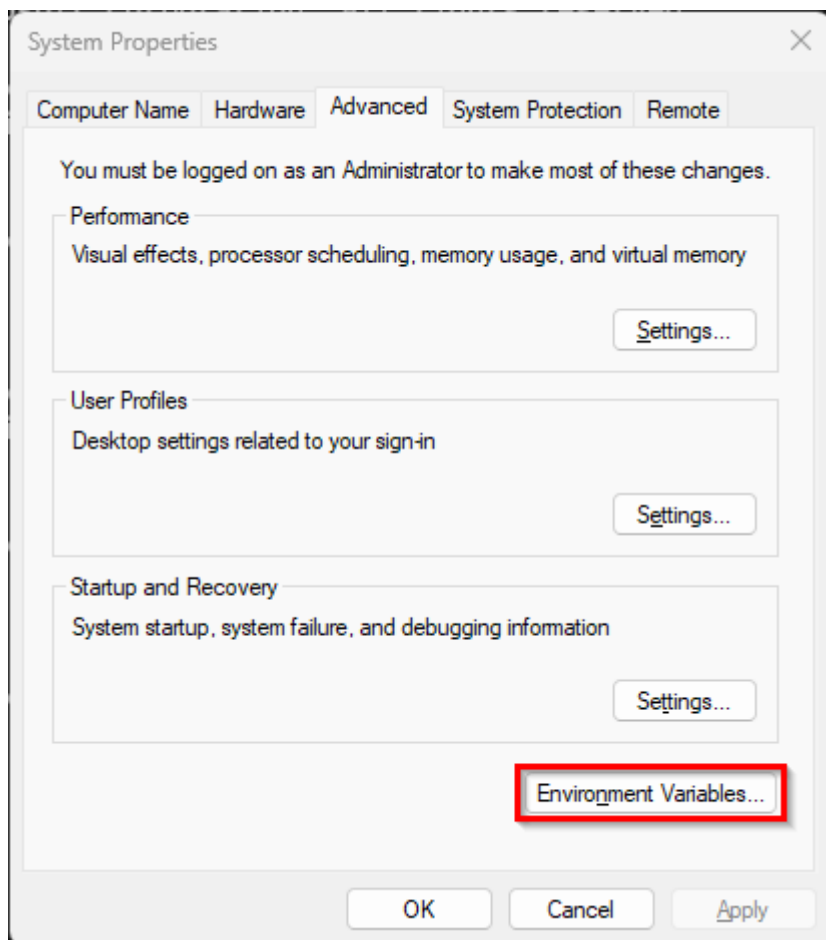 System Properties
Computer Name Hardware Advanced System Protection Remote
You must be logged on as an Administrator to make most of these changes.
Performance
Visual effects, processor scheduling, memory usage, and virtual memory
Settings...
User Profiles
Desktop settings related to your sign-in
Settings...
Startup and Recovery
System startup, system failure, and debugging information
Settings...
Environment Variables...
OK Cancel Apply